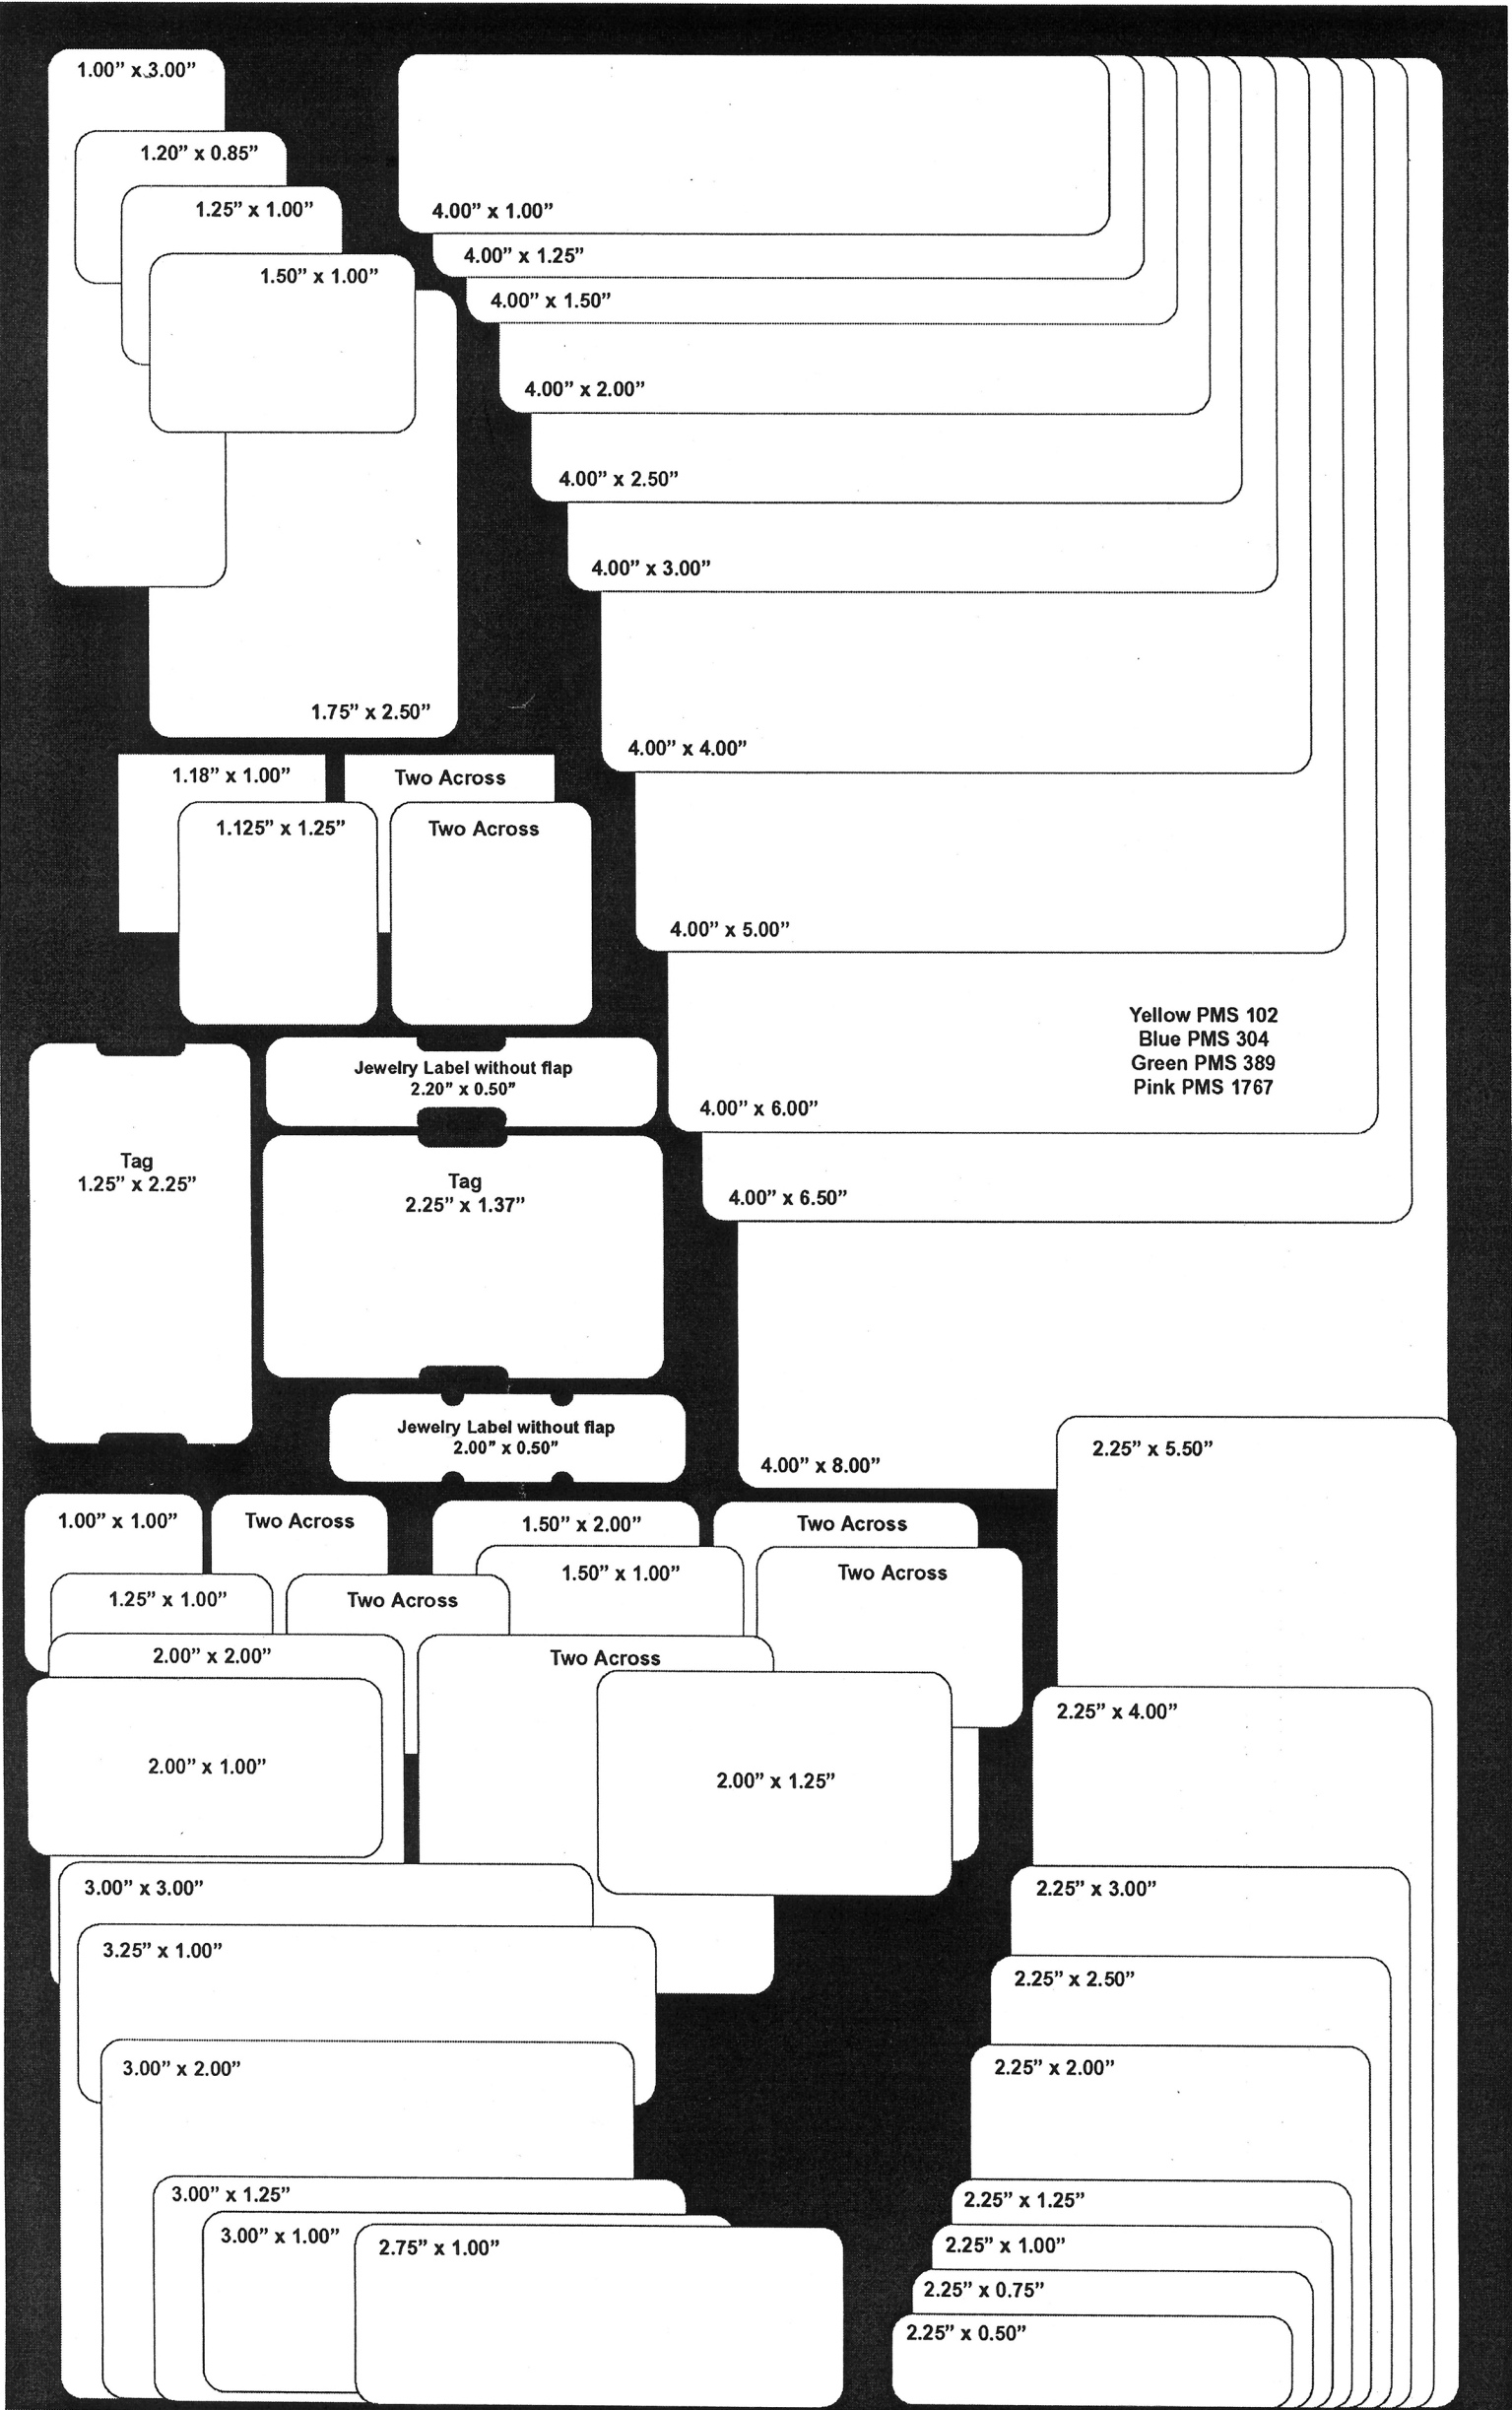 1.00” x 3.00”
1.20” x 0.85”
1.25” x 1.00”
1.50” x 1.00”
1.75” x 2.50”
4.00” x 1.00”
4.00” x 1.25”
4.00” x 1.50”
4.00” x 2.00”
4.00” x 2.50”
4.00” x 3.00”
4.00” x 4.00”
4.00” x 5.00”
Yellow PMS 102
Blue PMS 304
Green PMS 389
Pink PMS 1767
4.00” x 6.00”
4.00” x 6.50”
4.00” x 8.00”
1.18” x 1.00”
Two Across
1.125” x 1.25”
Two Across
Jewelry Label without flap
2.20” x 0.50”
Tag
1.25” x 2.25”
Tag
2.25” x 1.37”
Jewelry Label without flap
2.00” x 0.50”
1.00” x 1.00”
Two Across
1.50” x 2.00”
Two Across
1.50” x 1.00”
Two Across
1.25” x 1.00”
Two Across
2.00” x 2.00”
Two Across
2.00” x 1.00”
2.00” x 1.25”
3.00” x 3.00”
3.25” x 1.00”
3.00” x 2.00”
3.00” x 1.25”
3.00” x 1.00”
2.75” x 1.00”
2.25” x 5.50”
2.25” x 4.00”
2.25” x 3.00”
2.25” x 2.50”
2.25” x 2.00”
2.25” x 1.25”
2.25” x 1.00”
2.25” x 0.75”
2.25” x 0.50”